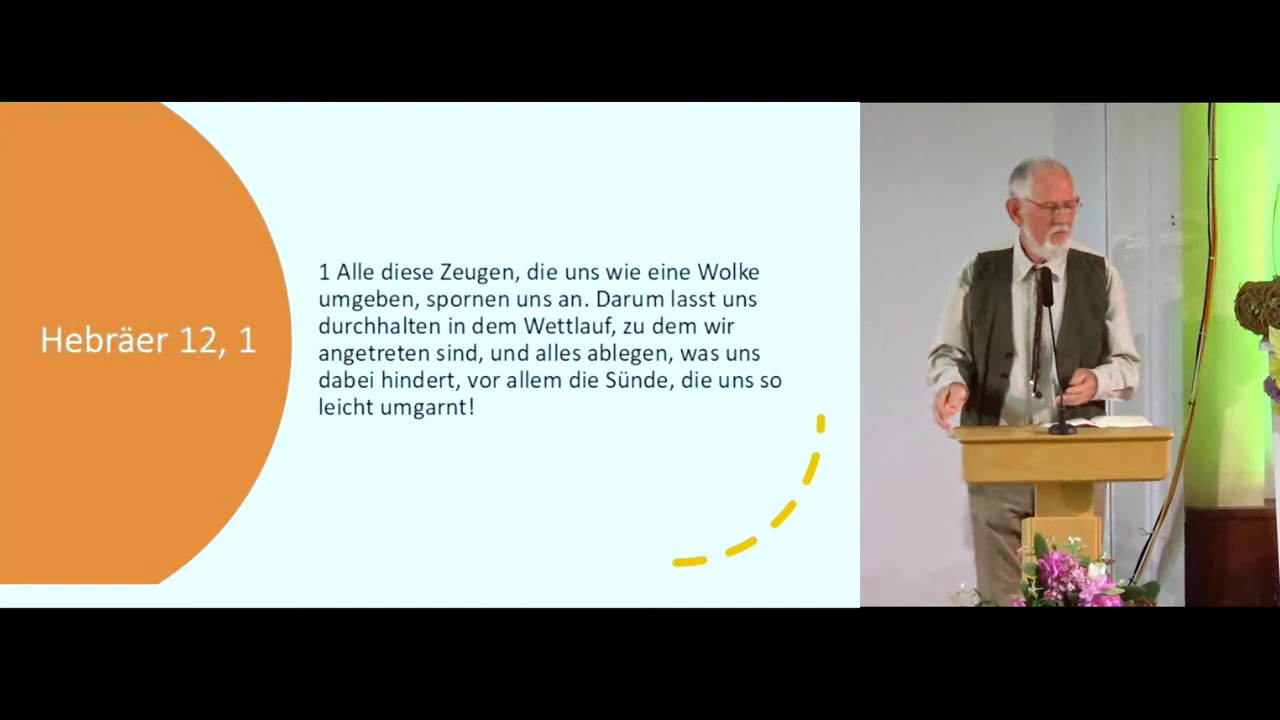 Hebräer 12, 1
1 Alle diese Zeugen, die uns wie eine Wolke
umgeben, spornen uns an. Darum lasst uns
durchhalten in dem Wettlauf, zu dem wir
angetreten sind, und alles ablegen, was uns
dabei hindert, vor allem die Sünde, die uns so
leicht umgarnt!